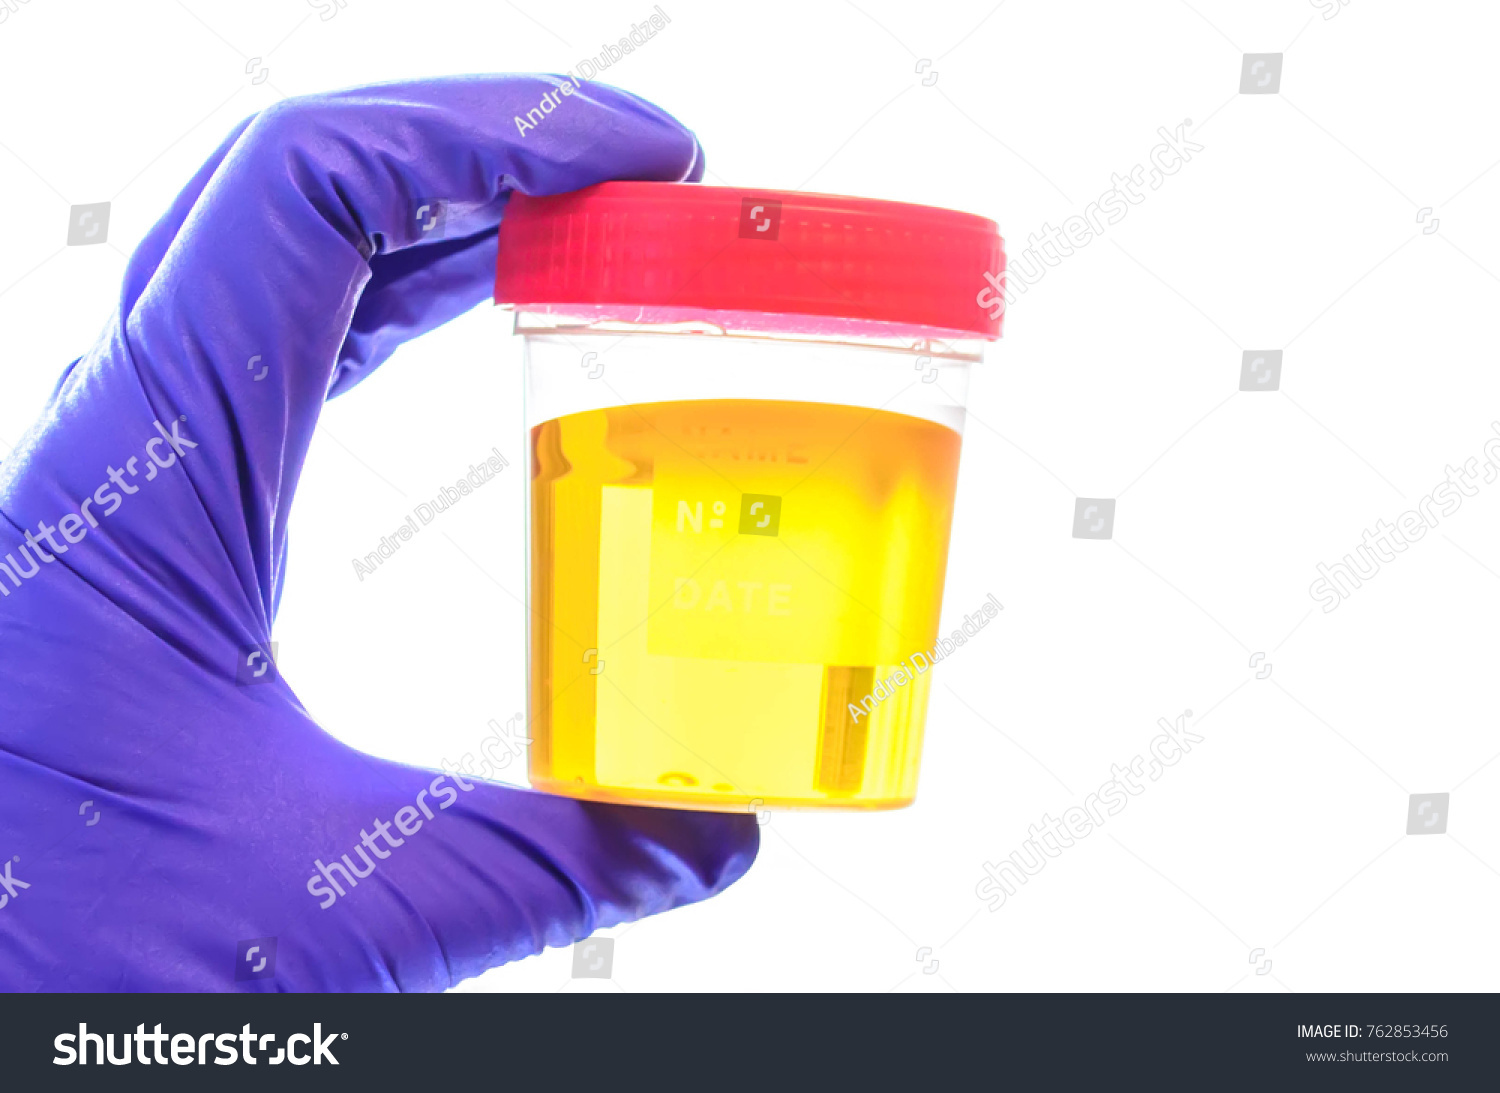 Andrei Dubadzel
shutterstock
NAME
Nº
DATE
shutterstock
Andrei Dubadzel
shutterstock
Andrei Dubadzel
shutterstock
shutterstock
shutterstock
IMAGE ID: 762853456
www.shutterstock.com